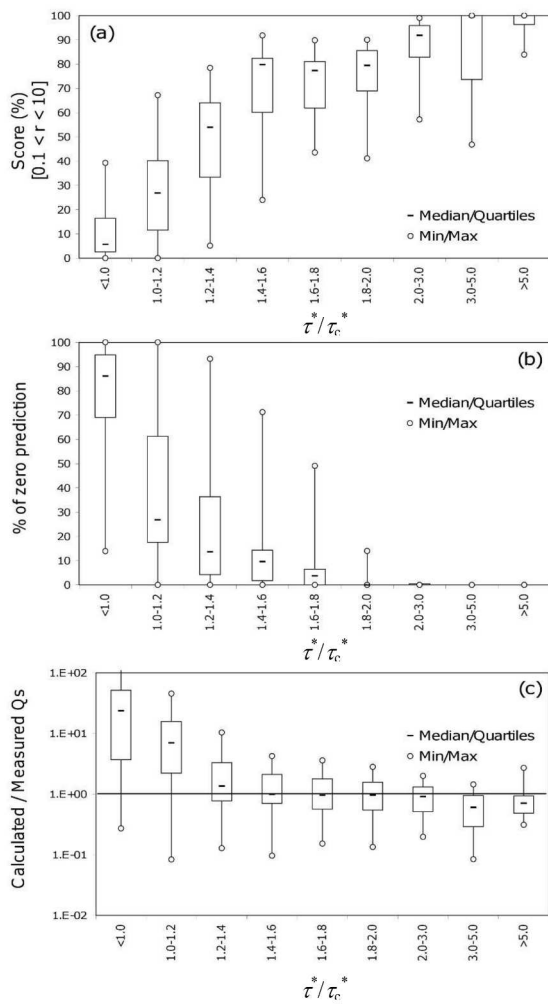 (a)
Score (%)
[0.1 < r < 10]
100
90
80
70
60
50
40
30
20
10
0
Median/Quartiles
Min/Max
<1.0
1.0-1.2
1.2-1.4
1.4-1.6
1.6-1.8
1.8-2.0
2.0-3.0
3.0-5.0
>5.0
τ*/τc*
(b)
% of zero prediction
100
90
80
70
60
50
40
30
20
10
0
Median/Quartiles
Min/Max
<1.0
1.0-1.2
1.2-1.4
1.4-1.6
1.6-1.8
1.8-2.0
2.0-3.0
3.0-5.0
>5.0
τ*/τc*
(c)
Calculated / Measured Qs
1.E+02
1.E+01
1.E+00
1.E-01
1.E-02
Median/Quartiles
Min/Max
<1.0
1.0-1.2
1.2-1.4
1.4-1.6
1.6-1.8
1.8-2.0
2.0-3.0
3.0-5.0
>5.0
τ*/τc*